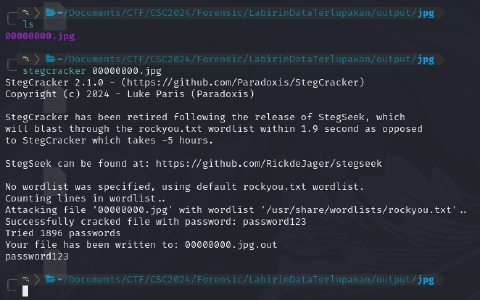 ~ ~/Documents/CTF/CSC2024/Forensic/LabirinDataTerlupakan/output/jpg
ls
00000000.jpg
~ ~/Documents/CTF/CSC2024/Forensic/LabirinDataTerlupakan/output/jpg
stegcracker 00000000.jpg
StegCracker 2.1.0 - (https://github.com/Paradoxis/StegCracker)
Copyright (c) 2024 - Luke Paris (Paradoxis)
StegCracker has been retired following the release of StegSeek, which
will blast through the rockyou.txt wordlist within 1.9 second as opposed
to StegCracker which takes ~5 hours.
StegSeek can be found at: https://github.com/RickdeJager/stegseek
No wordlist was specified, using default rockyou.txt wordlist.
Counting lines in wordlist..
Attacking file '00000000.jpg' with wordlist '/usr/share/wordlists/rockyou.txt'..
Successfully cracked file with password: password123
Tried 1896 passwords
Your file has been written to: 00000000.jpg.out
password123
~ ~/Documents/CTF/CSC2024/Forensic/LabirinDataTerlupakan/output/jpg